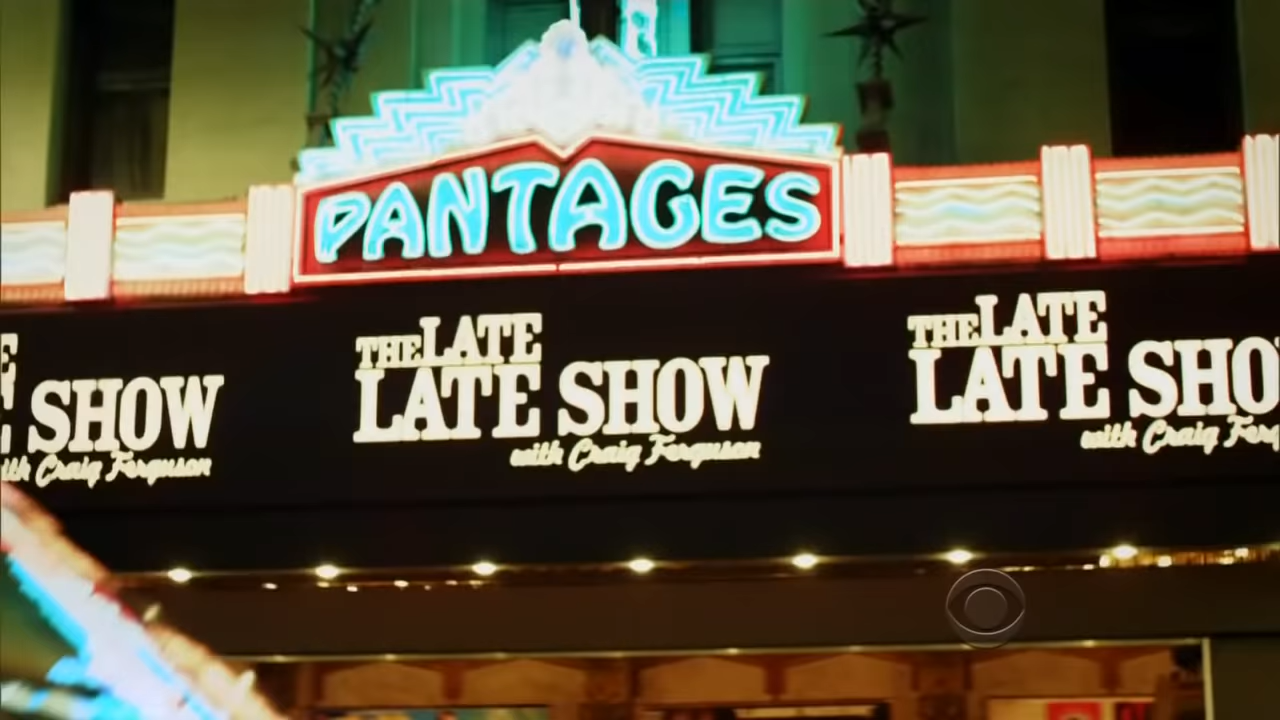 PANTAGES
THE LATE
LATE SHOW
with Craig Ferguson
SHOW
with Craig Ferguson
THE LATE
LATE SHO
with Craig Ferg